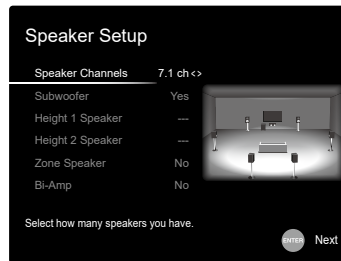 Speaker Setup
Speaker Channels 7.1 ch <>
Subwoofer Yes
Height 1 Speaker ---
Height 2 Speaker ---
Zone Speaker No
Bi-Amp No
Select how many speakers you have.
ENTER Next